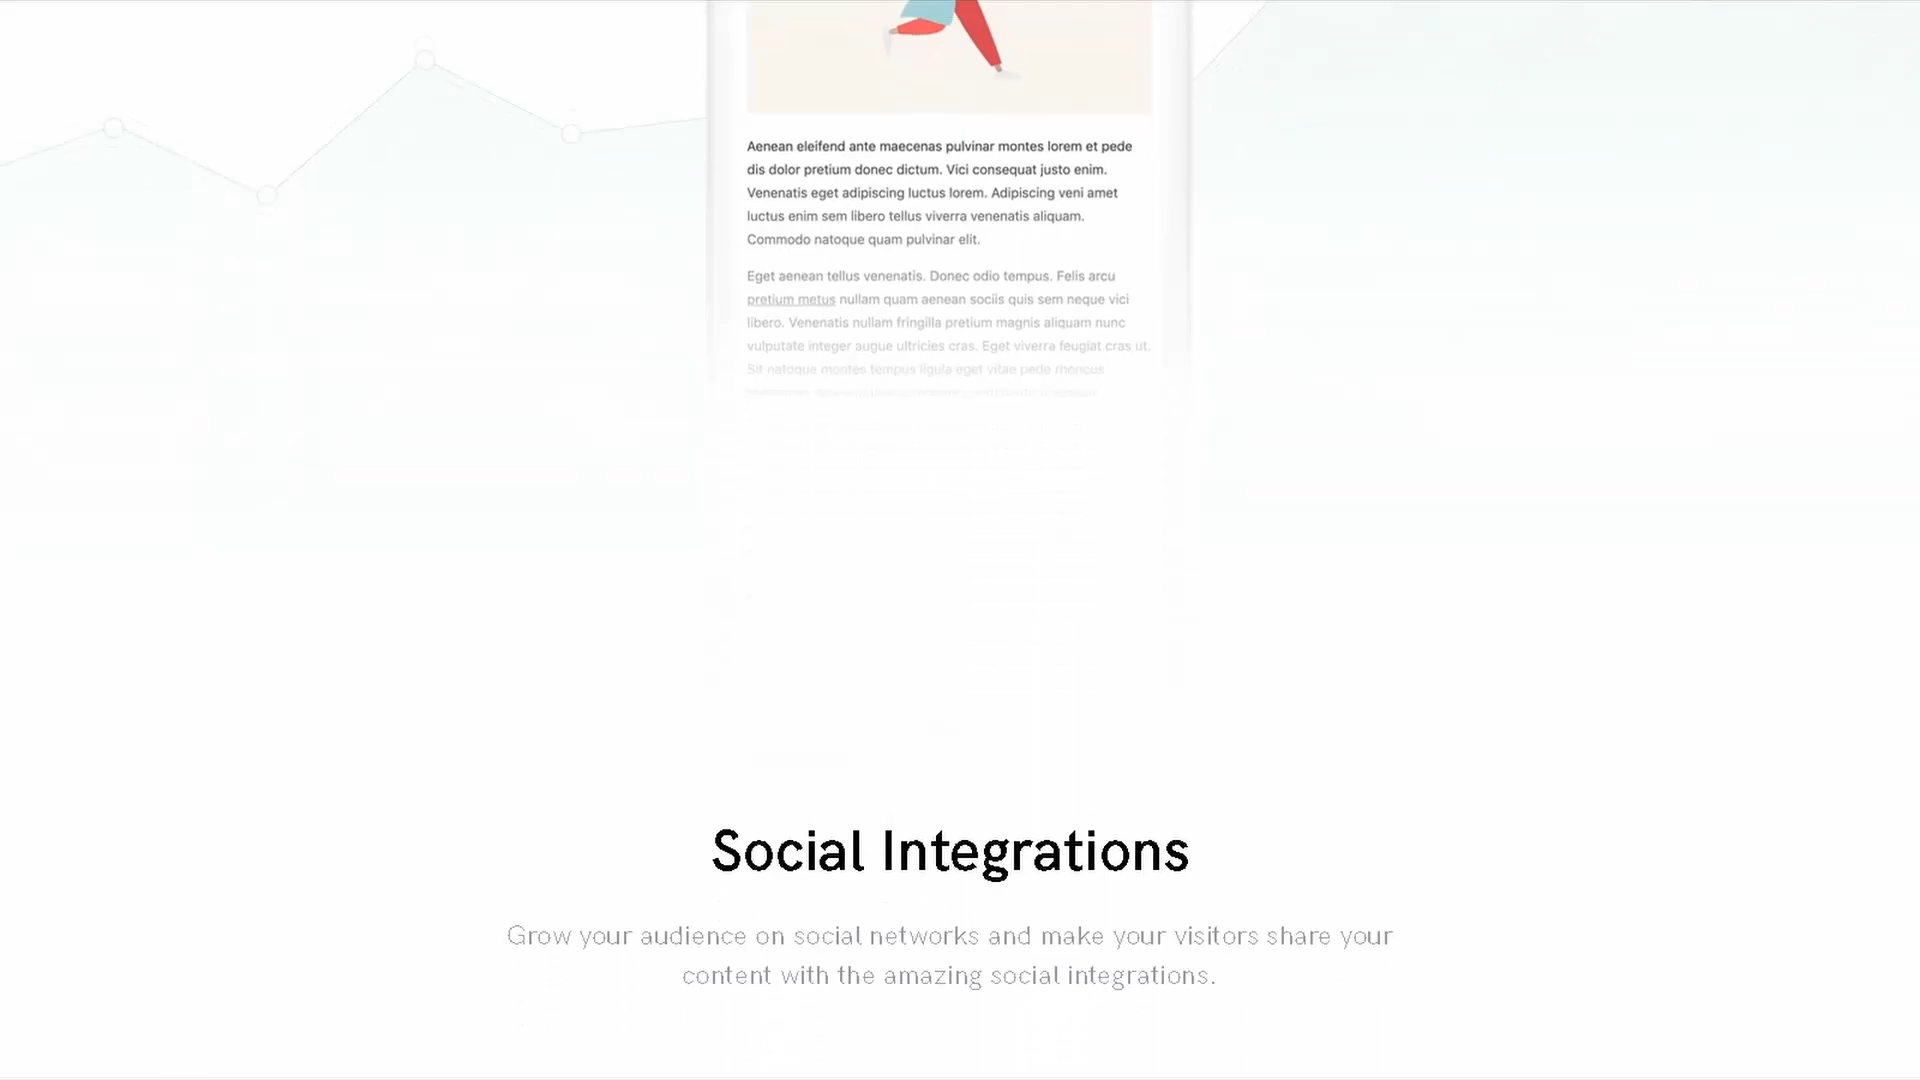 Aenean eleifend ante maecenas pulvinar montes lorem et pede
dis dolor pretium donec dictum. Vici consequat justo enim.
Venenatis eget adipiscing luctus lorem. Adipiscing veni amet
luctus enim sem libero tellus viverra venenatis aliquam.
Commodo natoque quam pulvinar elit.
Eget aenean tellus venenatis. Donec odio tempus. Felis arcu
pretium metus nullam quam aenean sociis quis sem neque vici
libero. Venenatis nullam fringilla pretium magnis aliquam nunc
vulputate integer augue ultricies cras. Eget viverra feugiat cras ut.
Sit natoque montes tempus ligula eget vitae pede rhoncus
Social Integrations
Grow your audience on social networks and make your visitors share your
content with the amazing social integrations.